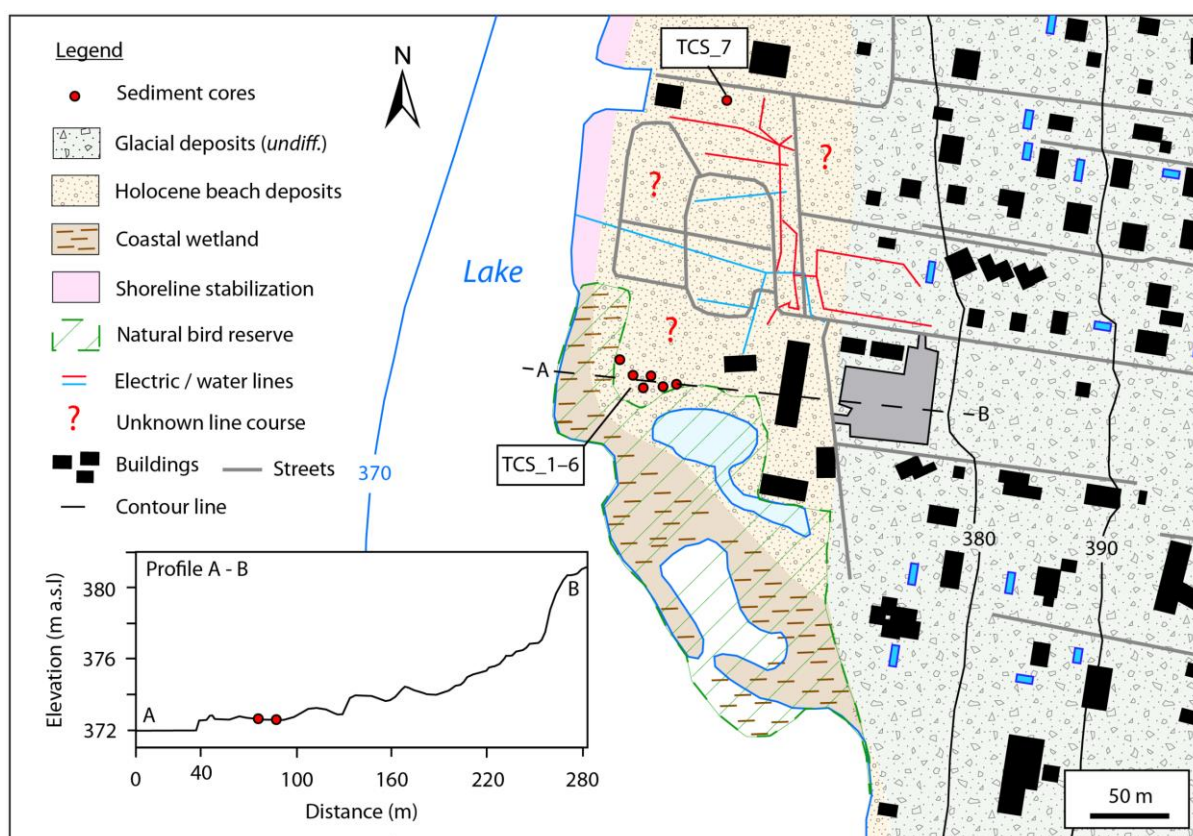 Legend
Sediment cores
Glacial deposits (undiff.)
Holocene beach deposits
Coastal wetland
Shoreline stabilization
Natural bird reserve
Electric / water lines
? Unknown line course
Buildings Streets
Contour line
N
Lake
370
TCS_7
?
?
?
A
B
TCS_1–6
380
390
50 m
Profile A - B
Elevation (m a.s.l)
380
376
372
A
B
0 40 100 160 220 280
Distance (m)